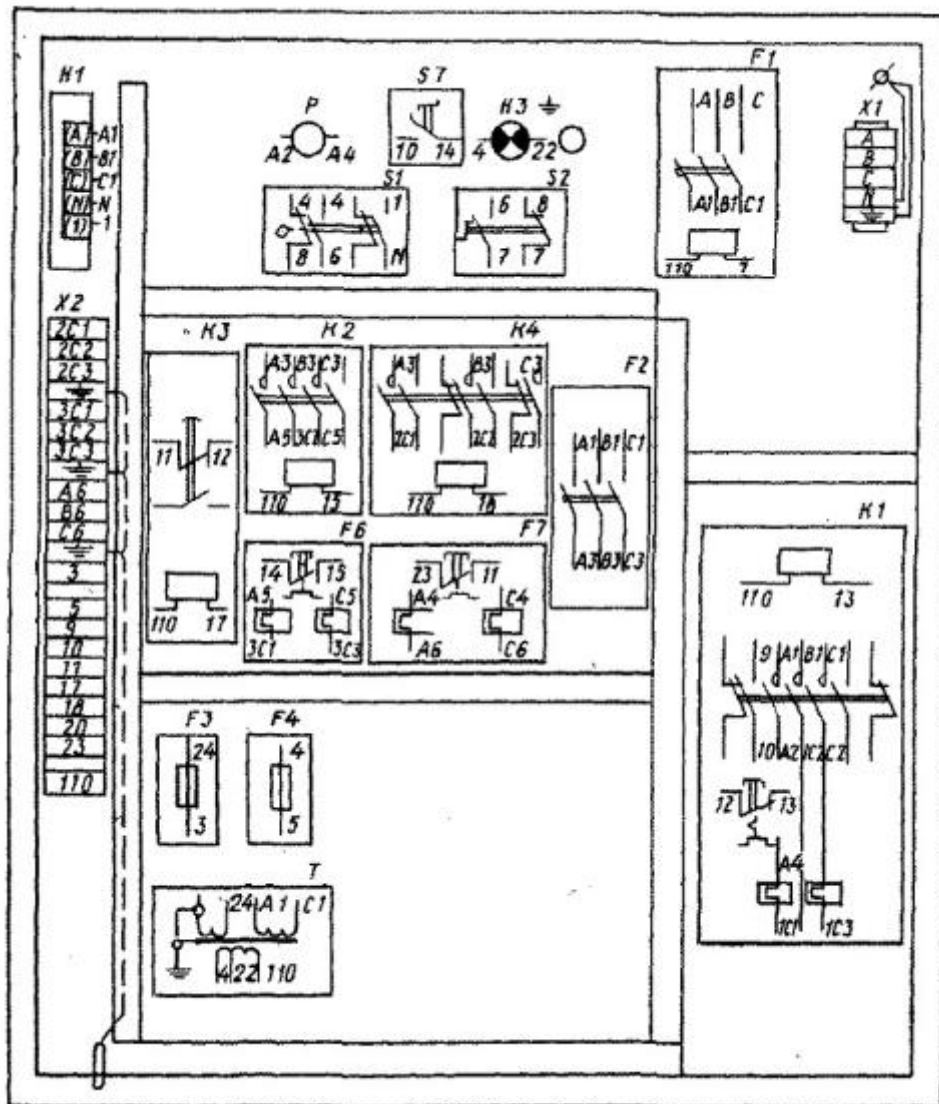 H1
(A) A1
(B) B1
(C) C1
(N) N
(1) 1
P
A2 A4
S7
10 14
H3
4 22
F1
A B C
A1 B1 C1
110 7
X1
A
B
C
N
S1
4 4 1
8 6 N
S2
6 8
7 7
X2
2C1
2C2
2C3
3C1
3C2
3C3
A6
B6
C6
3
5
9
10
11
17
18
20
23
110
K3
11 12
110 17
K2
A3 B3 C3
A5 3C2 C5
110 15
K4
A3 B3 C3
2C1 2C2 2C3
110 18
F2
A1 B1 C1
A3 B3 C3
F6
14 15
A5 C5
3C1 3C3
F7
23 11
A4 C4
A6 C6
K1
110 13
9 A1 B1 C1
10 A2 1C2 C2
12 13
A4
1C1 1C3
F3
24
3
F4
4
5
T
24 A1 C1
4 22 110